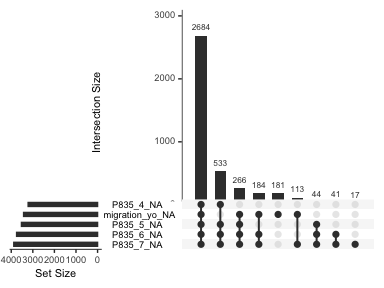 3000
2684
Intersection Size
2000
1000
533
266
184
181
113
44
41
17
P835_4_NA
migration_yo_NA
P835_5_NA
P835_6_NA
P835_7_NA
4000 3000 2000 1000 0
Set Size